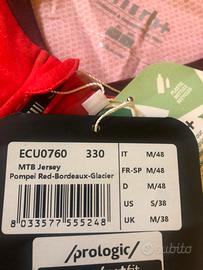 ECU0760 330
MTB Jersey
Pompei Red-Bordeaux-Glacier
8 033577 555248
IT M/48
FR-SP M/48
D M/48
US S/38
UK M/38
/prologic/
subito